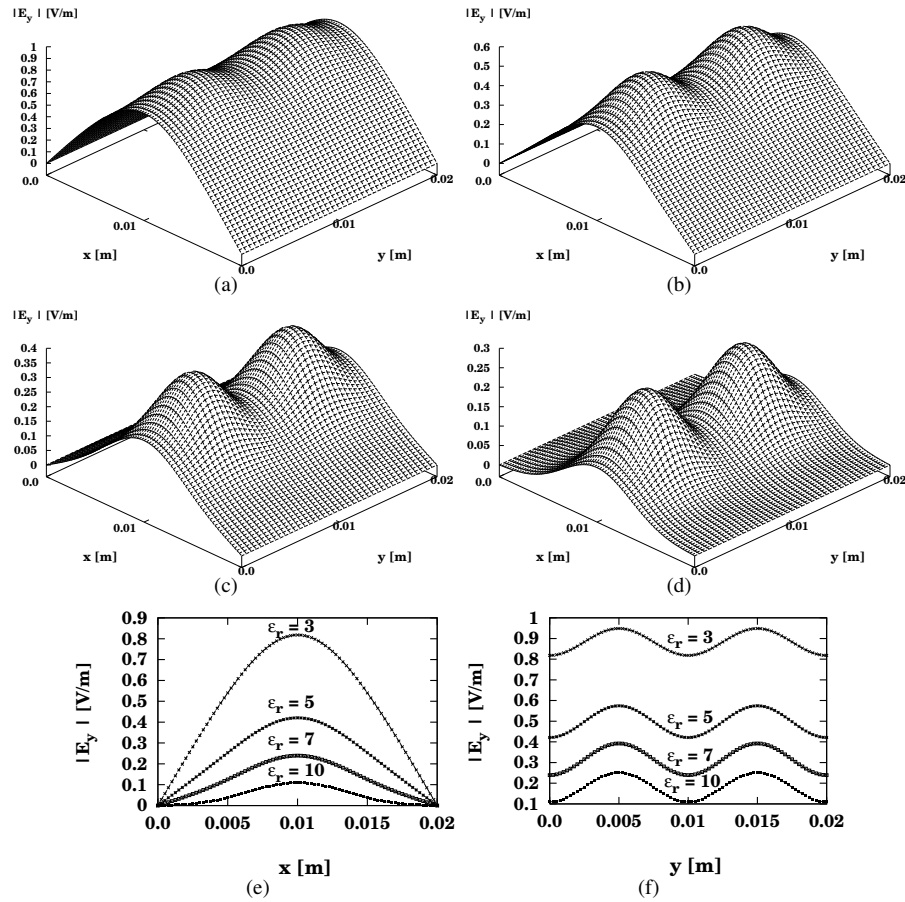 |E_y| [V/m]
1
0.9
0.8
0.7
0.6
0.5
0.4
0.3
0.2
0.1
0
0.0
0.01
x [m]
0.0
0.01
0.02
y [m]
(a)
|E_y| [V/m]
0.6
0.5
0.4
0.3
0.2
0.1
0
0.0
0.01
x [m]
0.0
0.01
0.02
y [m]
(b)
|E_y| [V/m]
0.4
0.35
0.3
0.25
0.2
0.15
0.1
0.05
0
0.0
0.01
x [m]
0.0
0.01
0.02
y [m]
(c)
|E_y| [V/m]
0.3
0.25
0.2
0.15
0.1
0.05
0
0.0
0.01
x [m]
0.0
0.01
0.02
y [m]
(d)
|E_y| [V/m]
0.9
0.8
0.7
0.6
0.5
0.4
0.3
0.2
0.1
0
ε_r = 3
ε_r = 5
ε_r = 7
ε_r = 10
0.0 0.005 0.01 0.015 0.02
x [m]
(e)
|E_y| [V/m]
1
0.9
0.8
0.7
0.6
0.5
0.4
0.3
0.2
0.1
ε_r = 3
ε_r = 5
ε_r = 7
ε_r = 10
0.0 0.005 0.01 0.015 0.02
y [m]
(f)